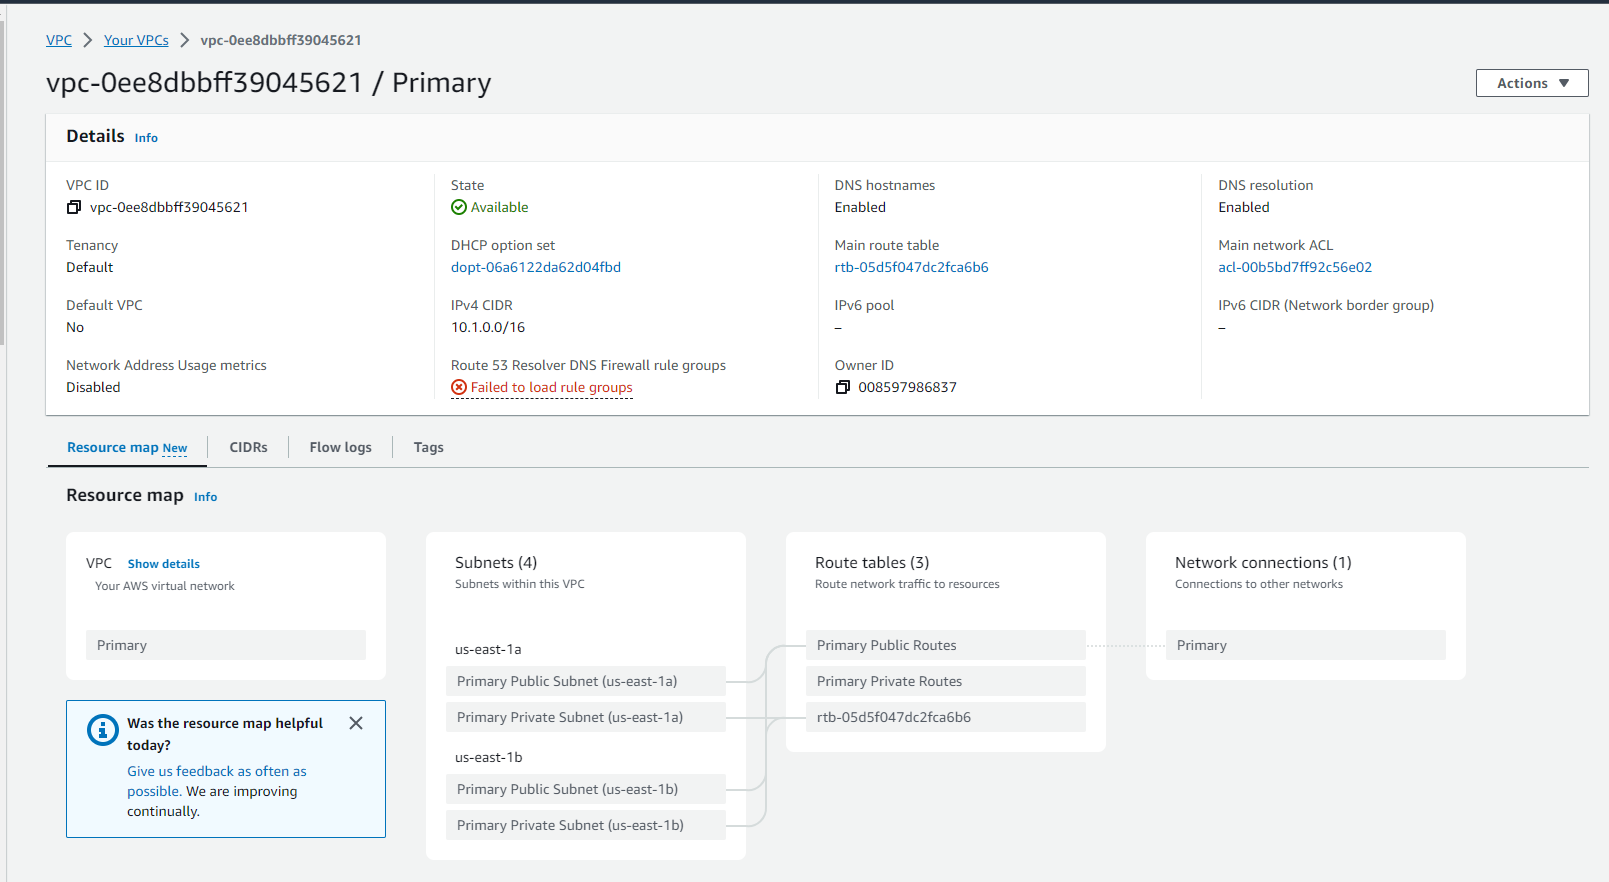 VPC > Your VPCs > vpc-0ee8dbbff39045621
vpc-0ee8dbbff39045621 / Primary
Actions
Details Info
VPC ID
vpc-0ee8dbbff39045621
State
Available
DNS hostnames
Enabled
DNS resolution
Enabled
Tenancy
Default
DHCP option set
dopt-06a6122da62d04fbd
Main route table
rtb-05d5f047dc2fca6b6
Main network ACL
acl-00b5bd7ff92c56e02
Default VPC
No
IPv4 CIDR
10.1.0.0/16
IPv6 pool
–
IPv6 CIDR (Network border group)
–
Network Address Usage metrics
Disabled
Route 53 Resolver DNS Firewall rule groups
Failed to load rule groups
Owner ID
008597986837
Resource map New
CIDRs
Flow logs
Tags
Resource map Info
VPC Show details
Your AWS virtual network
Primary
Was the resource map helpful
today?
Give us feedback as often as
possible. We are improving
continually.
Subnets (4)
Subnets within this VPC
us-east-1a
Primary Public Subnet (us-east-1a)
Primary Private Subnet (us-east-1a)
us-east-1b
Primary Public Subnet (us-east-1b)
Primary Private Subnet (us-east-1b)
Route tables (3)
Route network traffic to resources
Primary Public Routes
Primary Private Routes
rtb-05d5f047dc2fca6b6
Network connections (1)
Connections to other networks
Primary